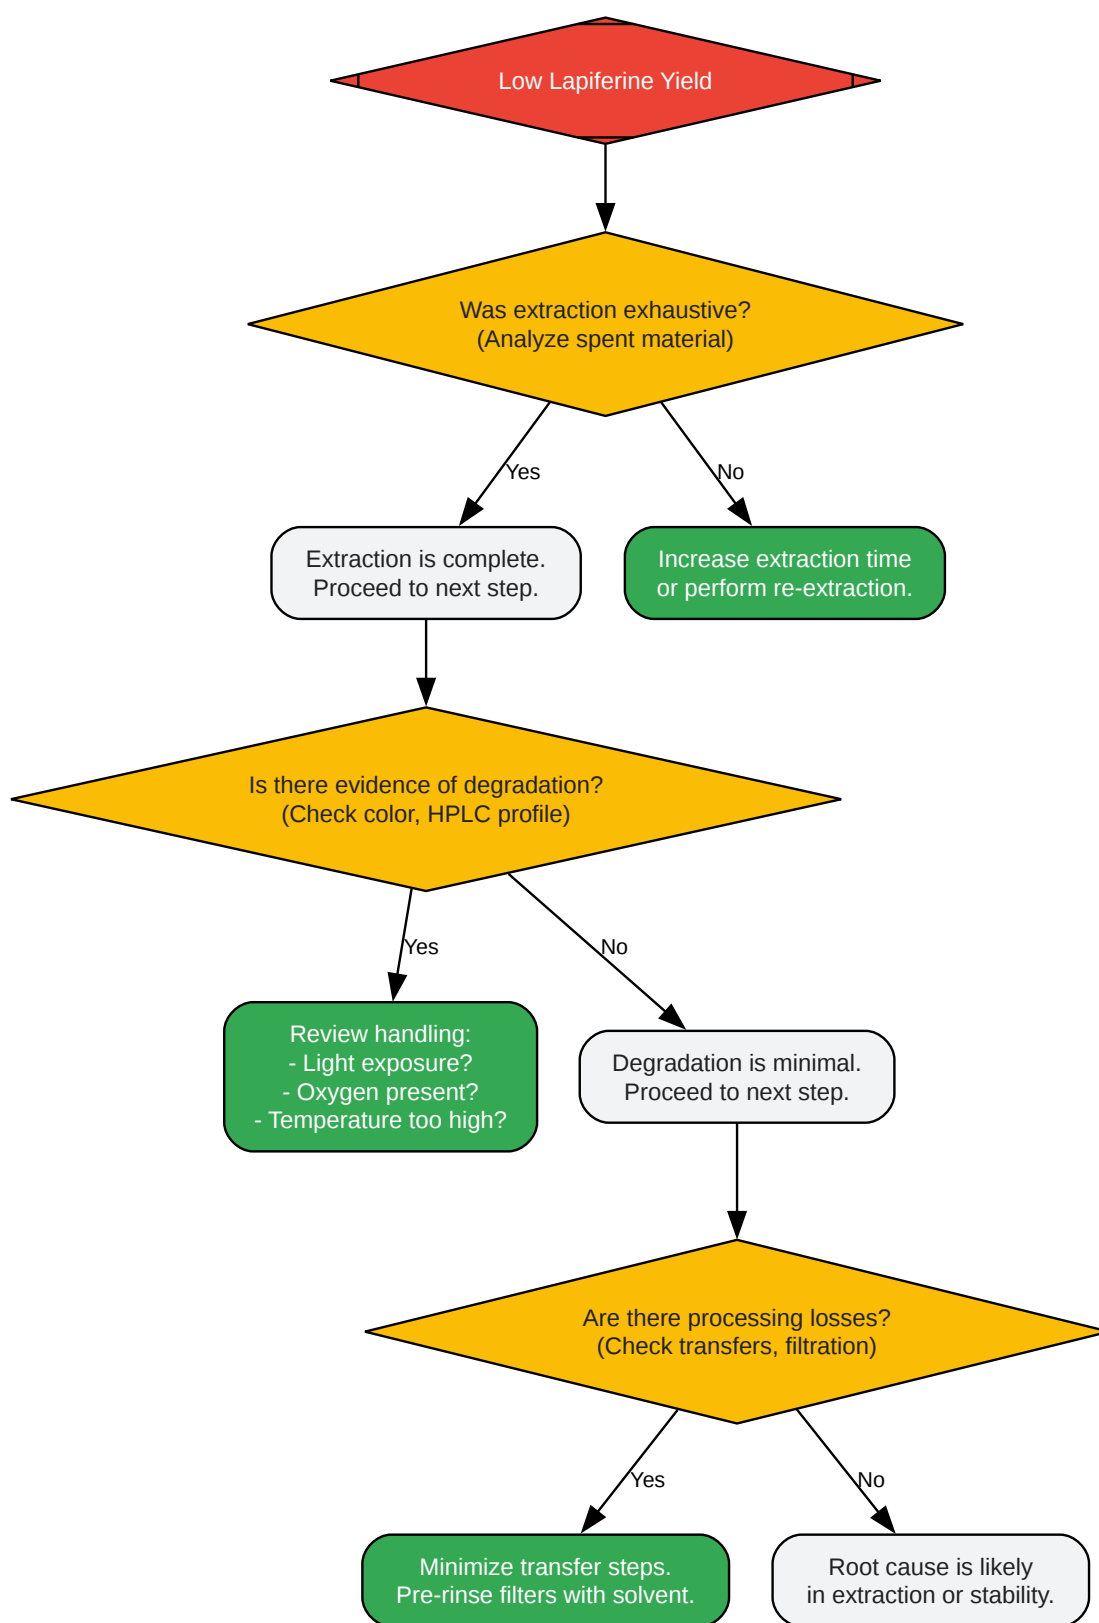 Low Lapiferine Yield
Was extraction exhaustive?
(Analyze spent material)
Yes
No
Extraction is complete.
Proceed to next step.
Increase extraction time
or perform re-extraction.
Is there evidence of degradation?
(Check color, HPLC profile)
Yes
No
Review handling:
- Light exposure?
- Oxygen present?
- Temperature too high?
Degradation is minimal.
Proceed to next step.
Are there processing losses?
(Check transfers, filtration)
Yes
No
Minimize transfer steps.
Pre-rinse filters with solvent.
Root cause is likely
in extraction or stability.